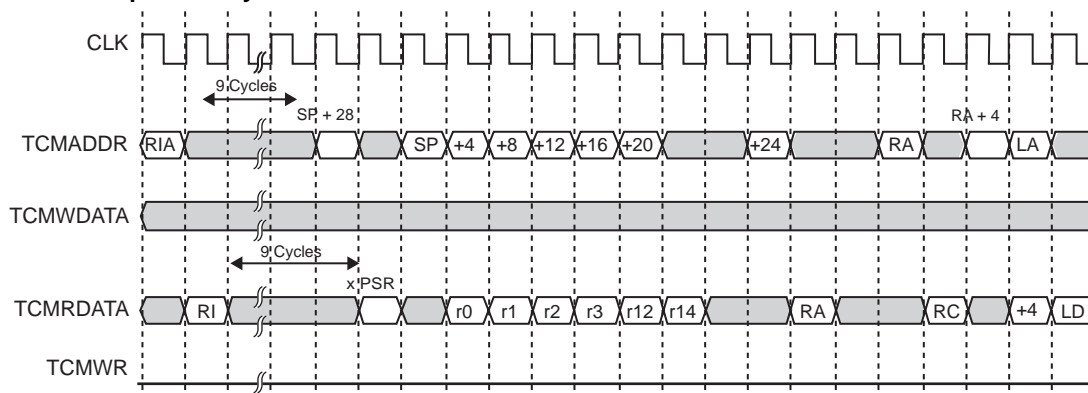 CLK
9 Cycles
SP + 28
RA + 4
TCMADDR RIA SP +4 +8 +12 +16 +20 +24 RA LA
TCMWDATA
9 Cycles
x PSR
TCMRDATA RI r0 r1 r2 r3 r12 r14 RA RC +4 LD
TCMWR